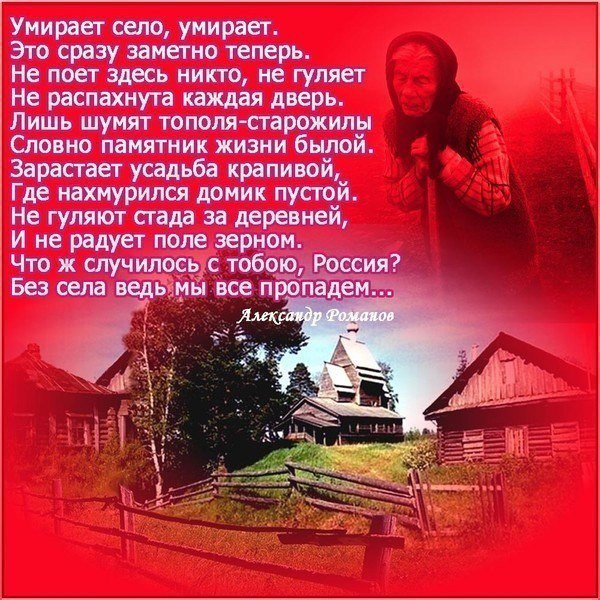 Умирает село, умирает.
Это сразу заметно теперь.
Не поет здесь никто, не гуляет
Не распахнута каждая дверь.
Лишь шумят тополя-старожилы
Словно памятник жизни былой.
Зарастает усадьба крапивой,
Где нахмурился домик пустой.
Не гуляют стада за деревней,
И не радует поле зерном.
Что ж случилось с тобою, Россия?
Без села ведь мы все пропадем...
Александр Романов